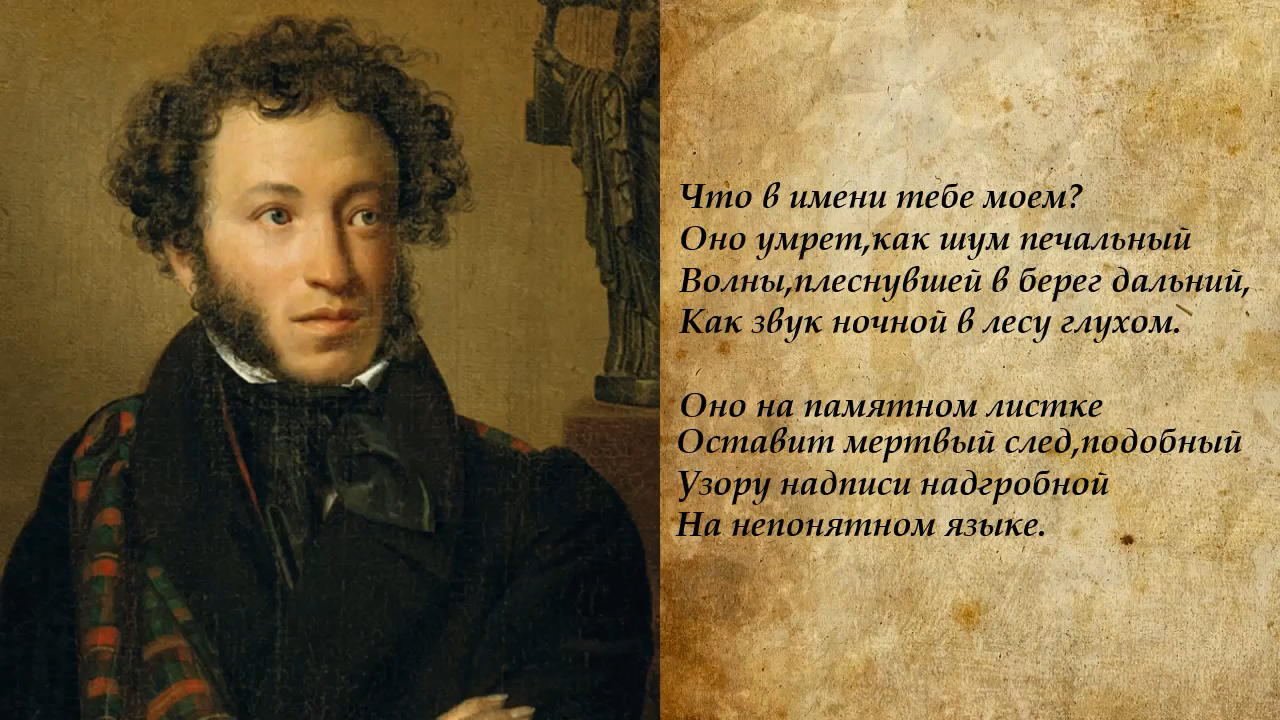 Что в имени тебе моем?
Оно умрет,как шум печальный
Волны,плеснувшей в берег дальний,
Как звук ночной в лесу глухом.
Оно на памятном листке
Оставит мертвый след,подобный
Узору надписи надгробной
На непонятном языке.